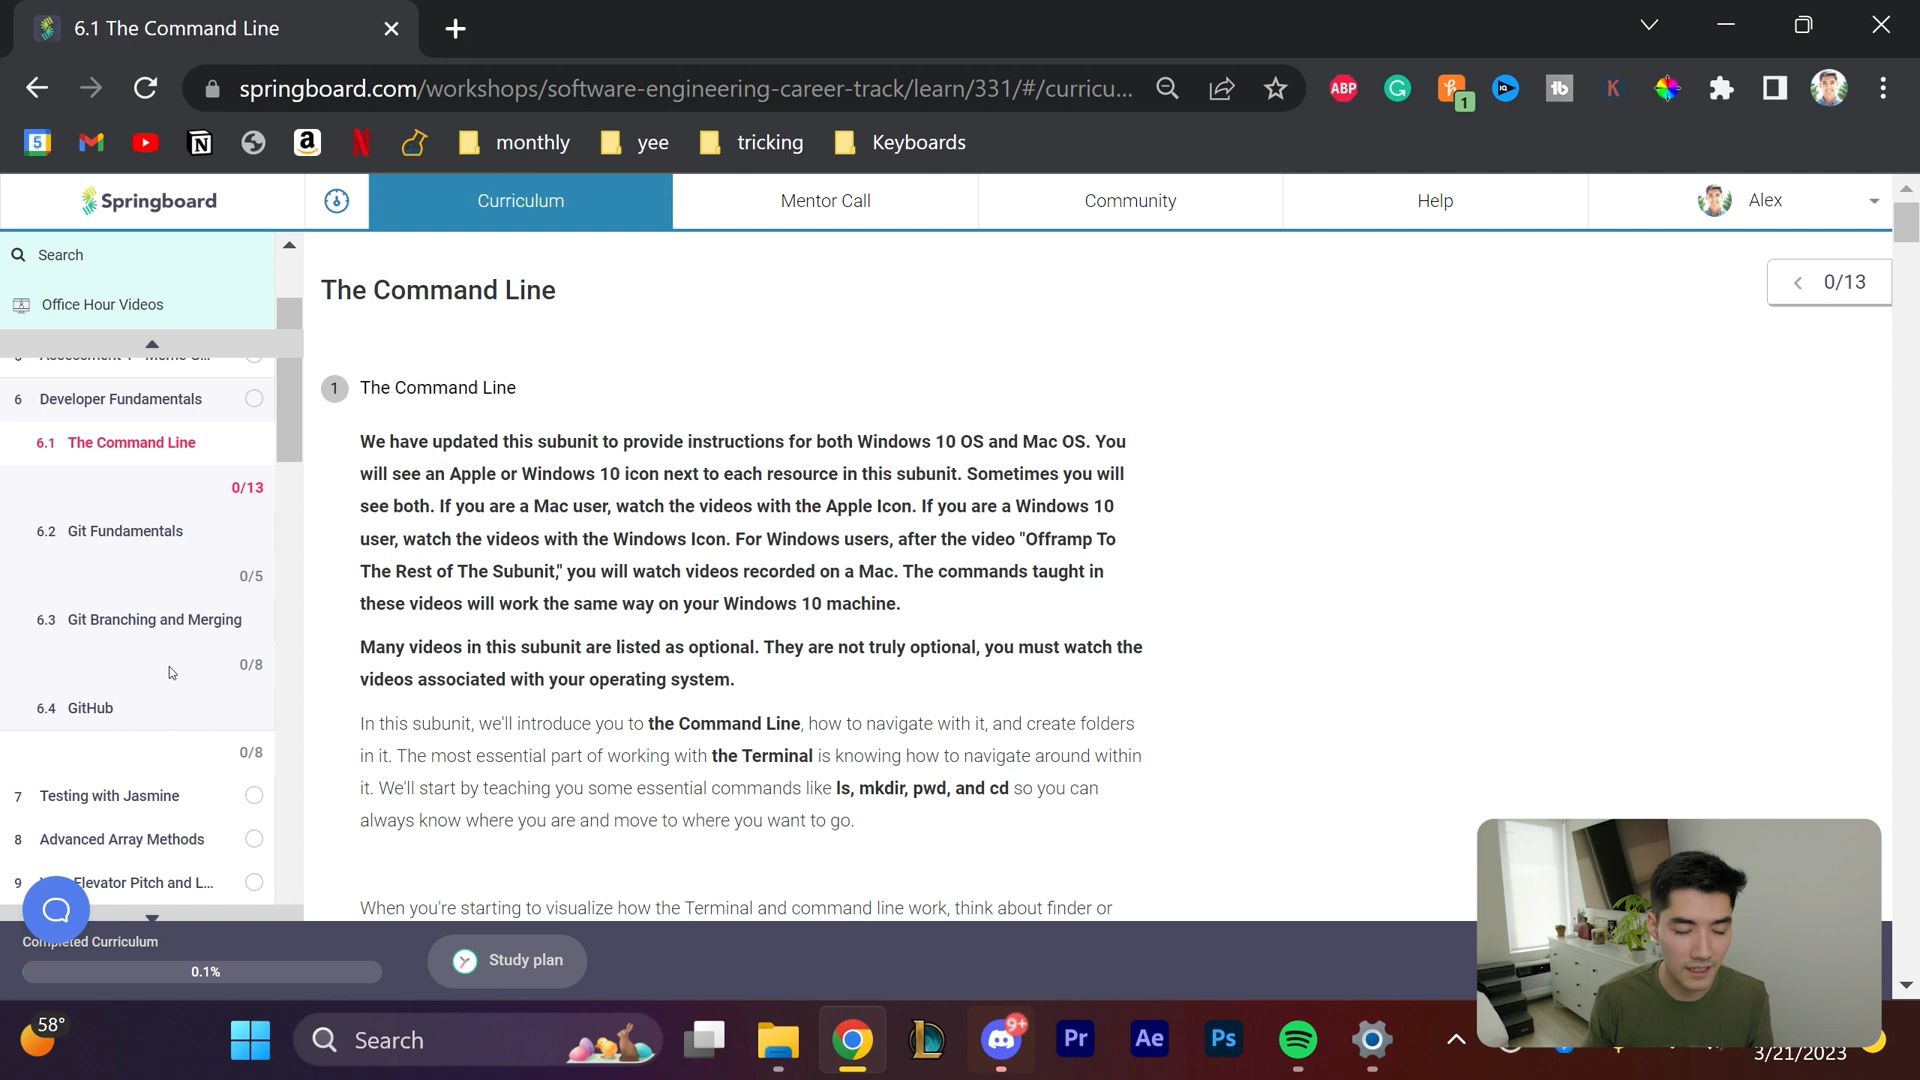 6.1 The Command Line
springboard.com/workshops/software-engineering-career-track/learn/331/#/curricu...
ABP
1
monthly
yee
tricking
Keyboards
Springboard
Curriculum
Mentor Call
Community
Help
Alex
Search
Office Hour Videos
6 Developer Fundamentals
6.1 The Command Line
0/13
6.2 Git Fundamentals
0/5
6.3 Git Branching and Merging
0/8
6.4 GitHub
0/8
7 Testing with Jasmine
8 Advanced Array Methods
9 Elevator Pitch and L...
Completed Curriculum
0.1%
Study plan
The Command Line
0/13
1 The Command Line
We have updated this subunit to provide instructions for both Windows 10 OS and Mac OS. You
will see an Apple or Windows 10 icon next to each resource in this subunit. Sometimes you will
see both. If you are a Mac user, watch the videos with the Apple Icon. If you are a Windows 10
user, watch the videos with the Windows Icon. For Windows users, after the video "Offramp To
The Rest of The Subunit," you will watch videos recorded on a Mac. The commands taught in
these videos will work the same way on your Windows 10 machine.
Many videos in this subunit are listed as optional. They are not truly optional, you must watch the
videos associated with your operating system.
In this subunit, we'll introduce you to the Command Line, how to navigate with it, and create folders
in it. The most essential part of working with the Terminal is knowing how to navigate around within
it. We'll start by teaching you some essential commands like ls, mkdir, pwd, and cd so you can
always know where you are and move to where you want to go.
When you're starting to visualize how the Terminal and command line work, think about finder or
58°
Search
9+
Pr
Ae
Ps
3/21/2023